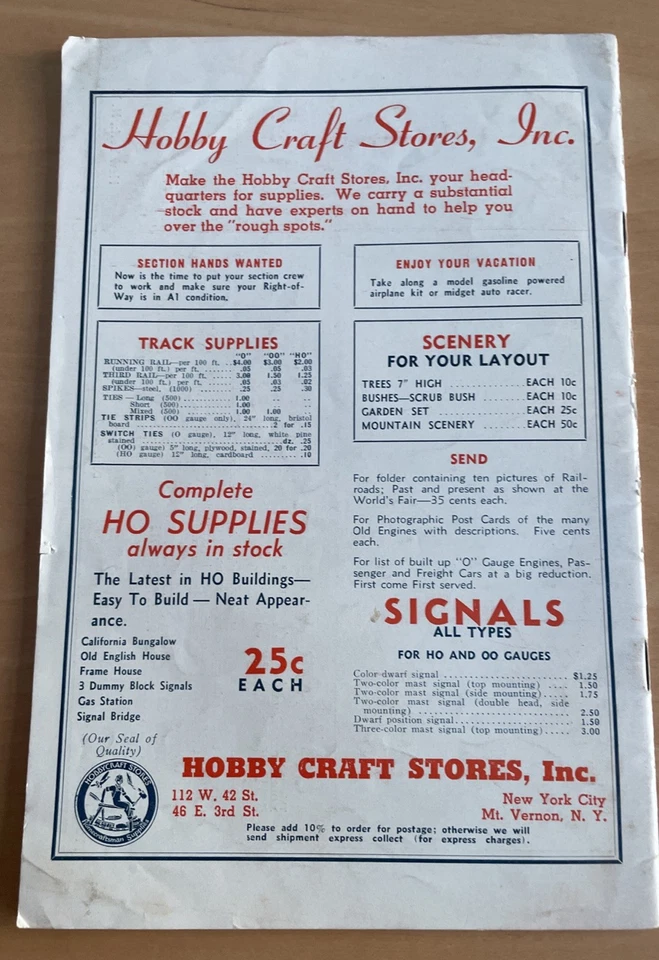 Hobby Craft Stores, Inc.
Make the Hobby Craft Stores, Inc. your head-
quarters for supplies. We carry a substantial
stock and have experts on hand to help you
over the "rough spots."
SECTION HANDS WANTED
Now is the time to put your section crew
to work and make sure your Right-of-
Way is in A1 condition.
ENJOY YOUR VACATION
Take along a model gasoline powered
airplane kit or midget auto racer.
TRACK SUPPLIES
"O" "OO" "HO"
RUNNING RAIL—per 100 ft. ..$4.00 $3.00 $2.00
(under 100 ft.) per ft. ...... .05 .05 .03
THIRD RAIL—per 100 ft. .... 3.00 1.50 1.25
(under 100 ft.) per ft. ...... .05 .03 .02
SPIKES—steel, (1000) ...... .25 .25 .30
TIES — Long (500) ........ 1.00 .. ..
Short (500) ........ 1.00 .. ..
Mixed (500) ........ 1.00 1.00 ..
TIE STRIPS (OO gauge only), 24" long, bristol
board .......... 2 for .15
SWITCH TIES (O gauge), 12" long, white pine
stained .......... dz. .25
(OO gauge) 5" long, plywood, stained, 20 for .20
(HO gauge) 12" long, cardboard .......... .10
SCENERY
FOR YOUR LAYOUT
TREES 7" HIGH .......... EACH 10c
BUSHES—SCRUB BUSH .......... EACH 10c
GARDEN SET .......... EACH 25c
MOUNTAIN SCENERY .......... EACH 50c
Complete
HO SUPPLIES
always in stock
The Latest in HO Buildings—
Easy To Build — Neat Appear-
ance.
California Bungalow
Old English House
Frame House
3 Dummy Block Signals
Gas Station
Signal Bridge
25c
EACH
SEND
For folder containing ten pictures of Rail-
roads; Past and present as shown at the
World's Fair—35 cents each.
For Photographic Post Cards of the many
Old Engines with descriptions. Five cents
each.
For list of built up "O" Gauge Engines, Pas-
senger and Freight Cars at a big reduction.
First come First served.
SIGNALS
ALL TYPES
FOR HO AND OO GAUGES
Color dwarf signal .......... $1.25
Two-color mast signal (top mounting) .... 1.50
Two-color mast signal (side mounting)..... 1.75
Two-color mast signal (double head, side
mounting) .......... 2.50
Dwarf position signal.......... 1.50
Three-color mast signal (top mounting)..... 3.00
(Our Seal of
Quality)
HOBBYCRAFT STORES
Homecraftsman Supplies
HOBBY CRAFT STORES, Inc.
112 W. 42 St. New York City
46 E. 3rd St. Mt. Vernon, N. Y.
Please add 10% to order for postage; otherwise we will
send shipment express collect (for express charges).